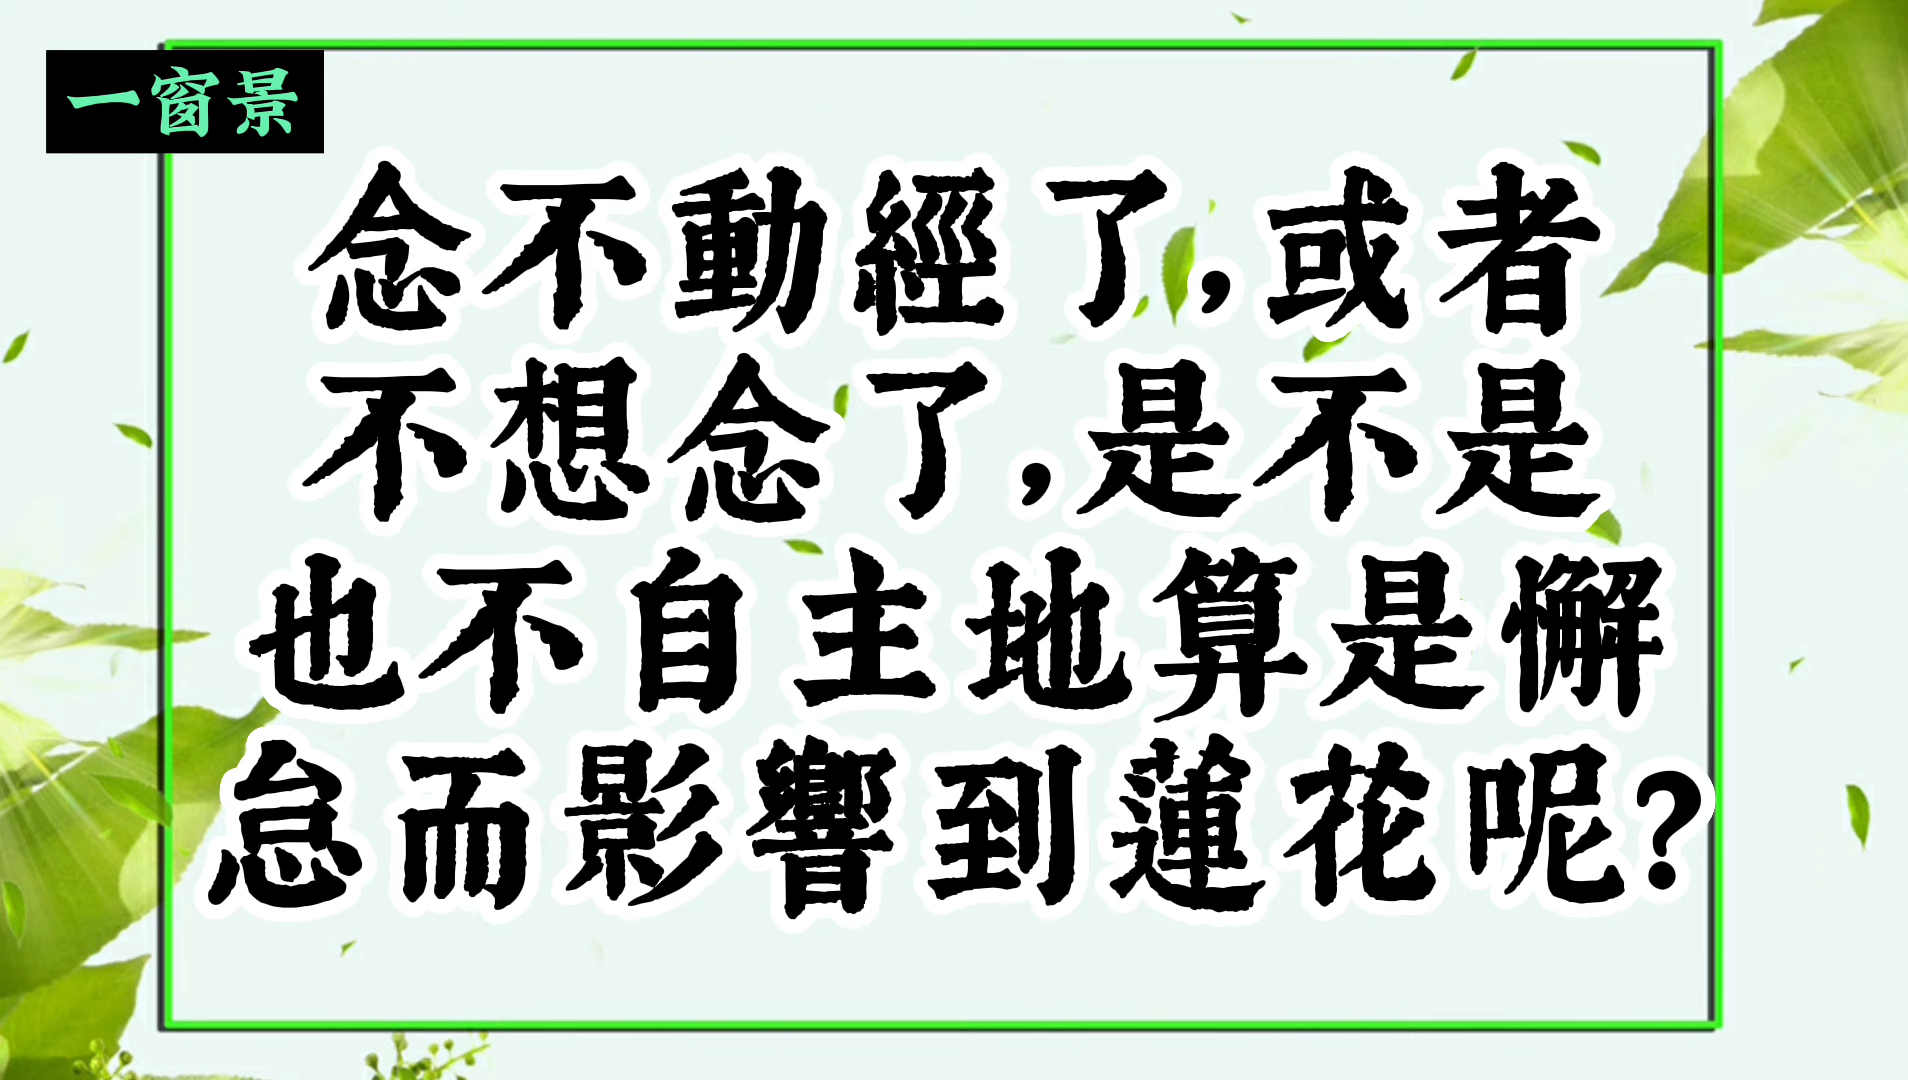 一窗景
念不動經了,或者
不想念了,是不是
也不自主地算是懈
怠而影響到蓮花呢?